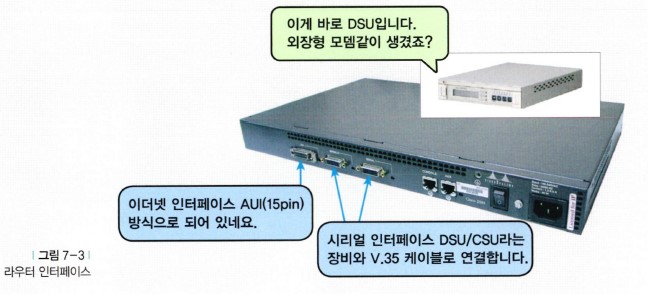 이게 바로 DSU입니다.
외장형 모뎀같이 생겼죠?
이더넷 인터페이스 AUI(15pin)
방식으로 되어 있네요.
시리얼 인터페이스 DSU/CSU라는
장비와 V.35 케이블로 연결합니다.
| 그림 7-3 |
라우터 인터페이스